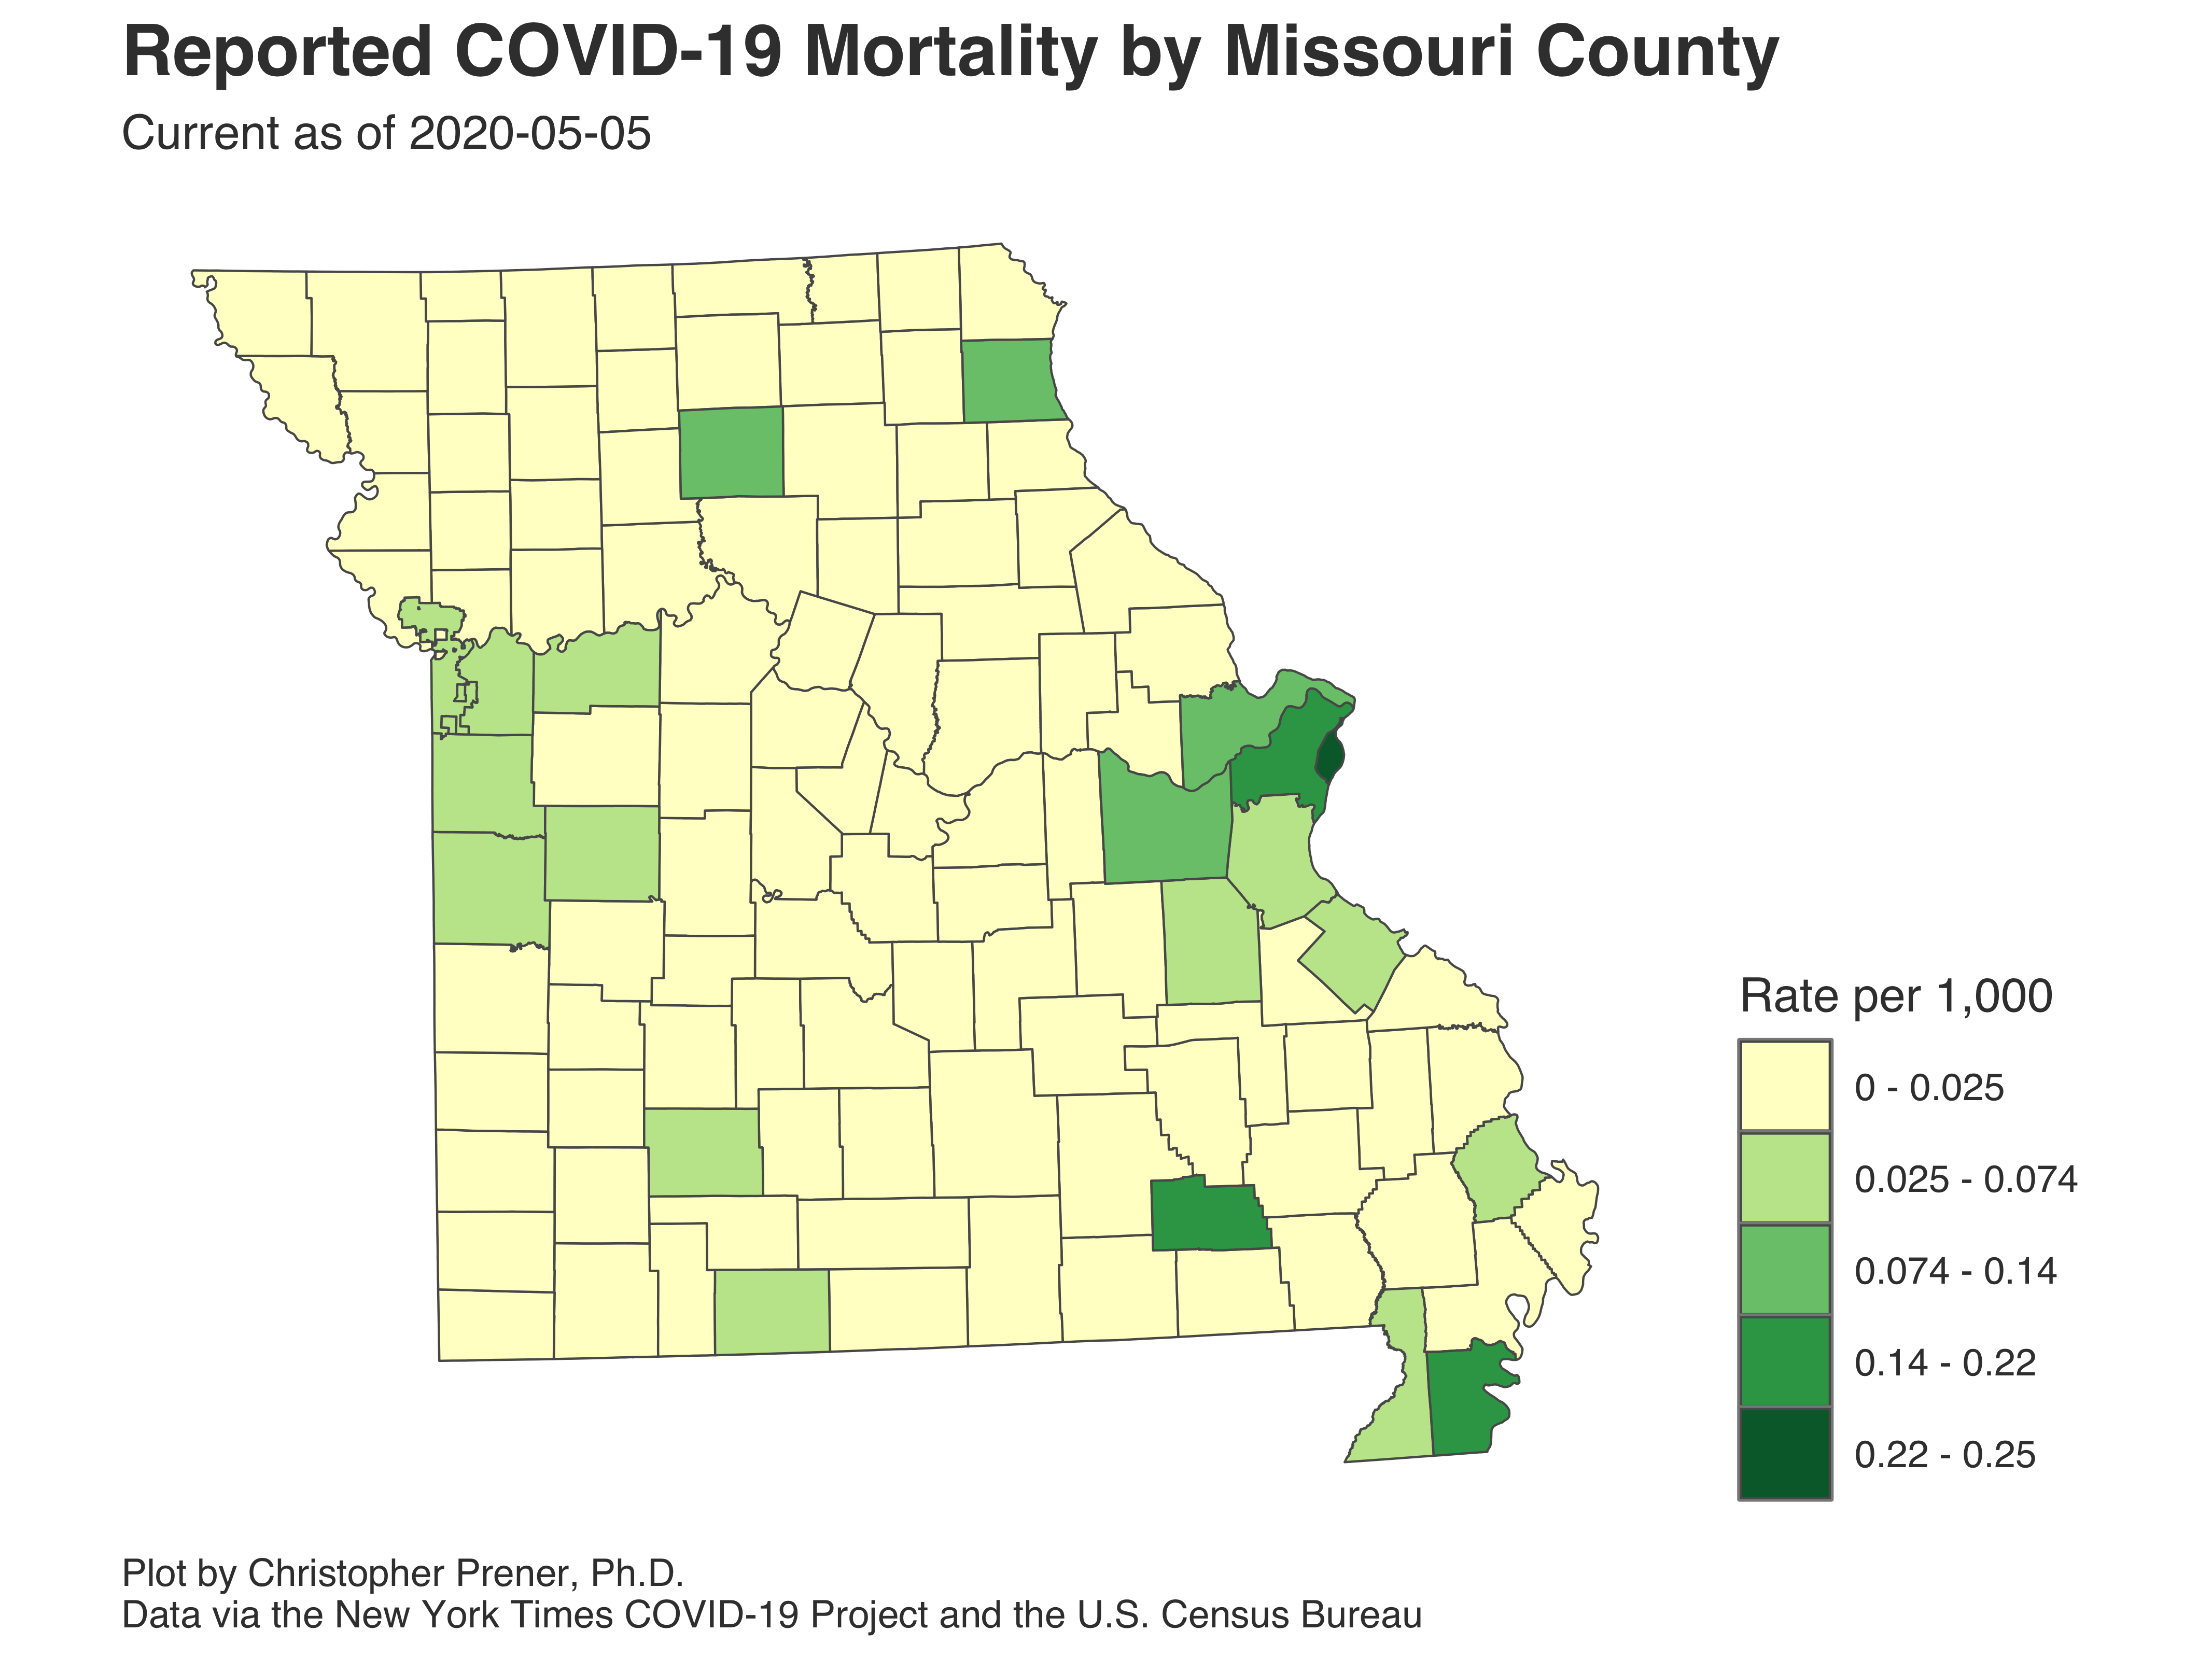 Reported COVID-19 Mortality by Missouri County
Current as of 2020-05-05
Rate per 1,000
0 - 0.025
0.025 - 0.074
0.074 - 0.14
0.14 - 0.22
0.22 - 0.25
Plot by Christopher Prener, Ph.D.
Data via the New York Times COVID-19 Project and the U.S. Census Bureau